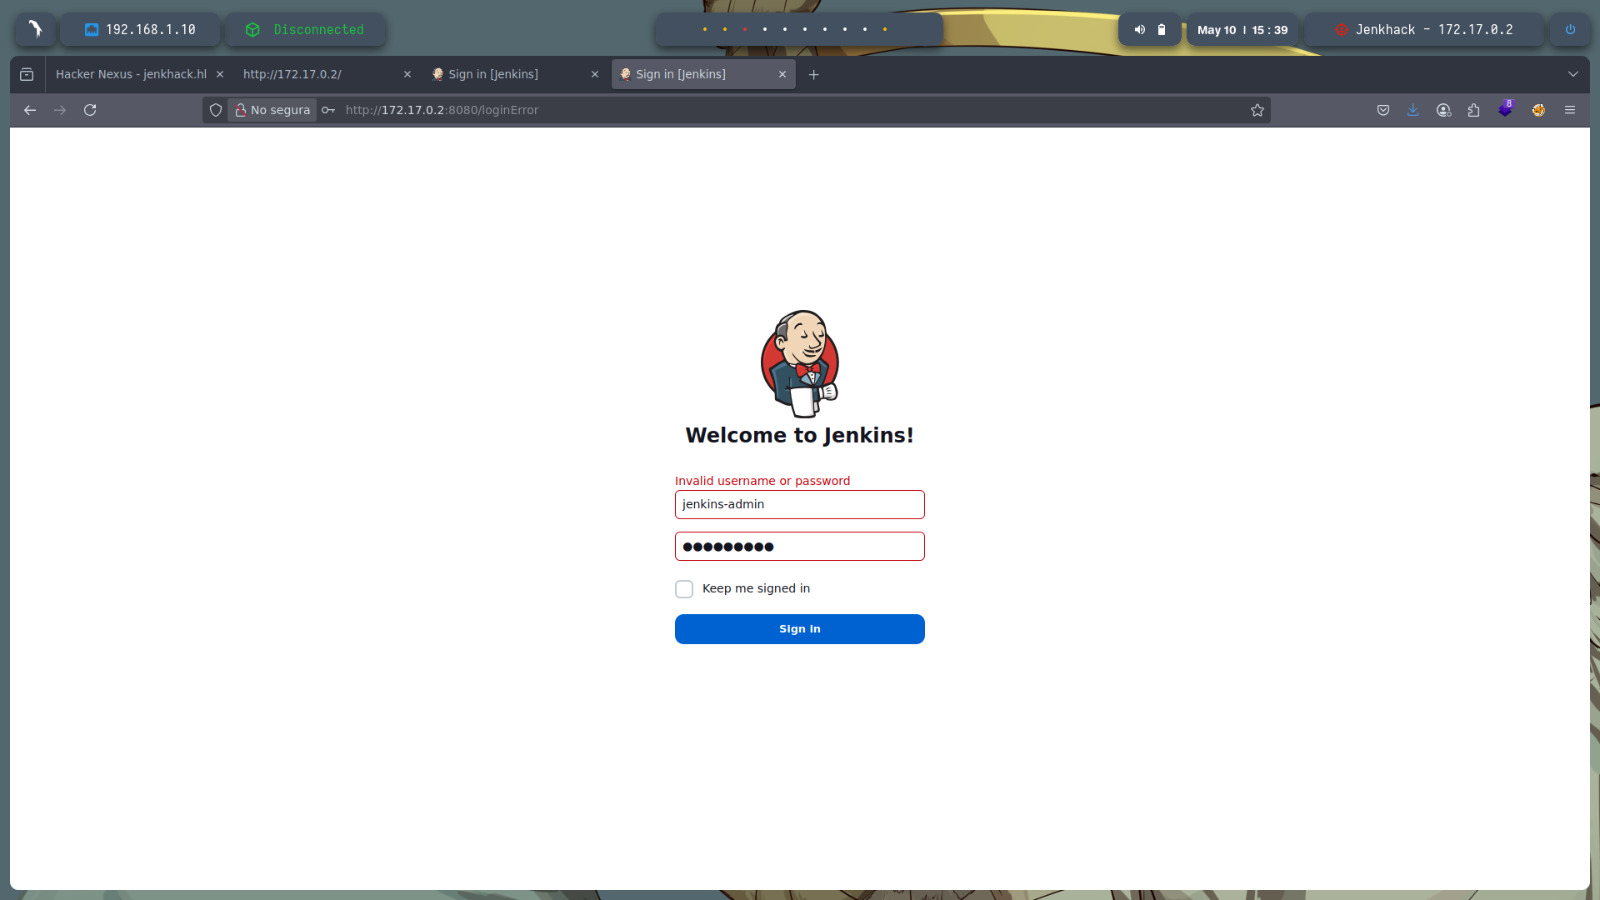 192.168.1.10
Disconnected
May 10 | 15 : 39
Jenkhack - 172.17.0.2
Hacker Nexus - jenkhack.hl
http://172.17.0.2/
Sign in [Jenkins]
Sign in [Jenkins]
No segura
http://172.17.0.2:8080/loginError
8
Welcome to Jenkins!
Invalid username or password
jenkins-admin
Keep me signed in
Sign in